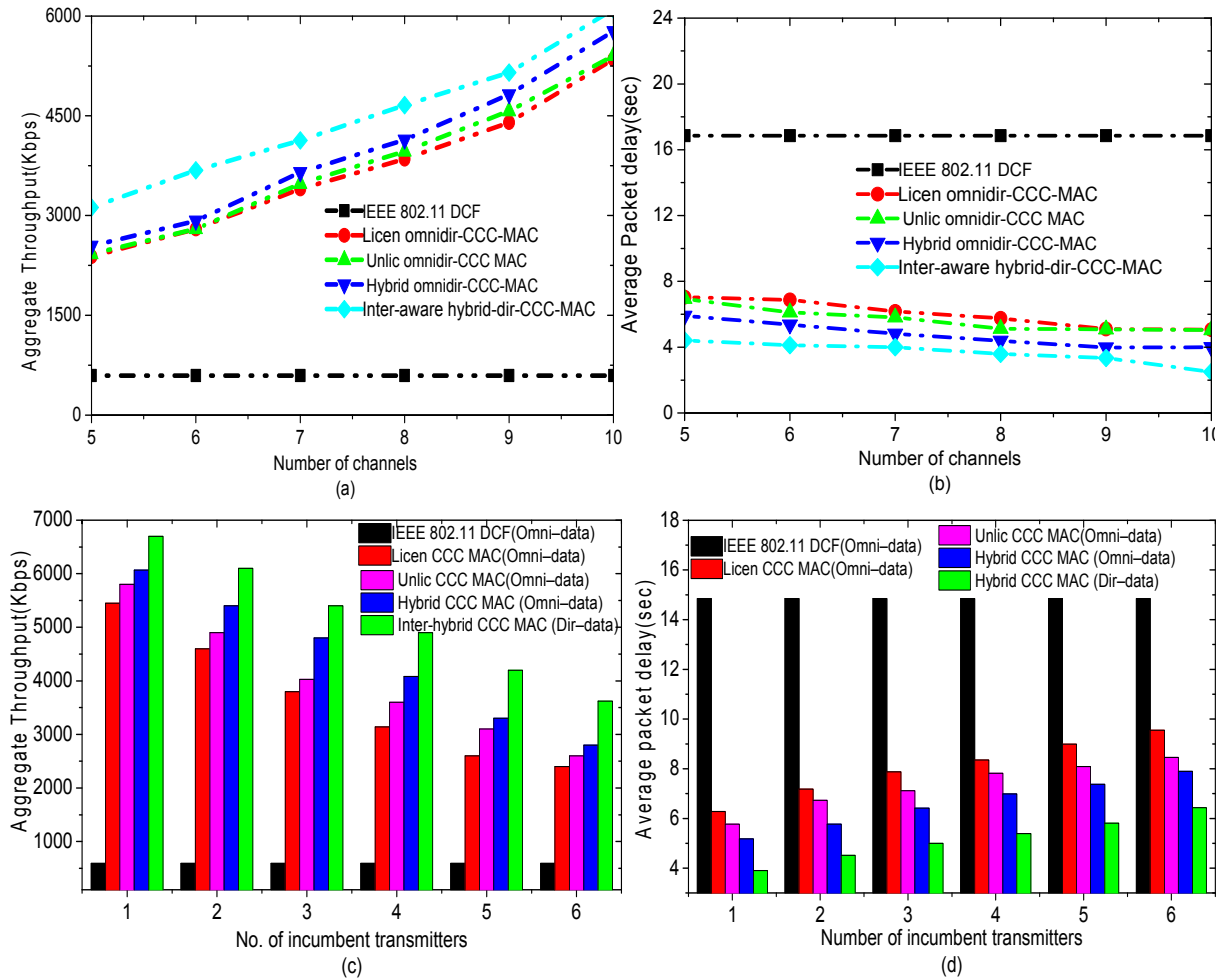 Aggregate Throughput(Kbps)
6000
4500
3000
1500
0
IEEE 802.11 DCF
Licen omnidir-CCC-MAC
Unlic omnidir-CCC MAC
Hybrid omnidir-CCC-MAC
Inter-aware hybrid-dir-CCC-MAC
5 6 7 8 9 10
Number of channels
(a)
Average Packet delay(sec)
24
20
16
12
8
4
0
IEEE 802.11 DCF
Licen omnidir-CCC-MAC
Unlic omnidir-CCC MAC
Hybrid omnidir-CCC-MAC
Inter-aware hybrid-dir-CCC-MAC
5 6 7 8 9 10
Number of channels
(b)
Aggregate Throughput(Kbps)
7000
6000
5000
4000
3000
2000
1000
IEEE 802.11 DCF(Omni–data)
Licen CCC MAC(Omni–data)
Unlic CCC MAC(Omni–data)
Hybrid CCC MAC (Omni–data)
Inter-hybrid CCC MAC (Dir–data)
1 2 3 4 5 6
No. of incumbent transmitters
(c)
Average packet delay(sec)
18
16
14
12
10
8
6
4
IEEE 802.11 DCF(Omni–data)
Licen CCC MAC(Omni–data)
Unlic CCC MAC(Omni–data)
Hybrid CCC MAC (Omni–data)
Hybrid CCC MAC (Dir–data)
1 2 3 4 5 6
Number of incumbent transmitters
(d)